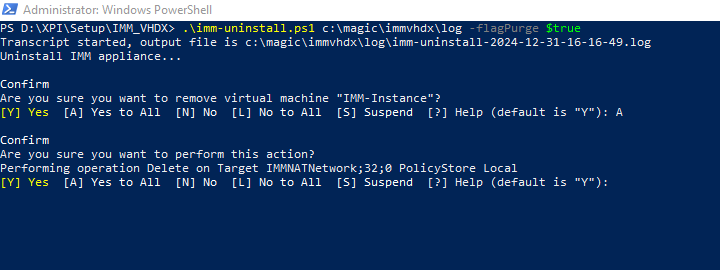 Administrator: Windows PowerShell
PS D:\XPI\Setup\IMM_VHDX> .\imm-uninstall.ps1 c:\magic\immvhdx\log -flagPurge $true
Transcript started, output file is c:\magic\immvhdx\log\imm-uninstall-2024-12-31-16-16-49.log
Uninstall IMM appliance...
Confirm
Are you sure you want to remove virtual machine "IMM-Instance"?
[Y] Yes  [A] Yes to All  [N] No  [L] No to All  [S] Suspend  [?] Help (default is "Y"): A
Confirm
Are you sure you want to perform this action?
Performing operation Delete on Target IMMNATNetwork;32;0 PolicyStore Local
[Y] Yes  [A] Yes to All  [N] No  [L] No to All  [S] Suspend  [?] Help (default is "Y"):